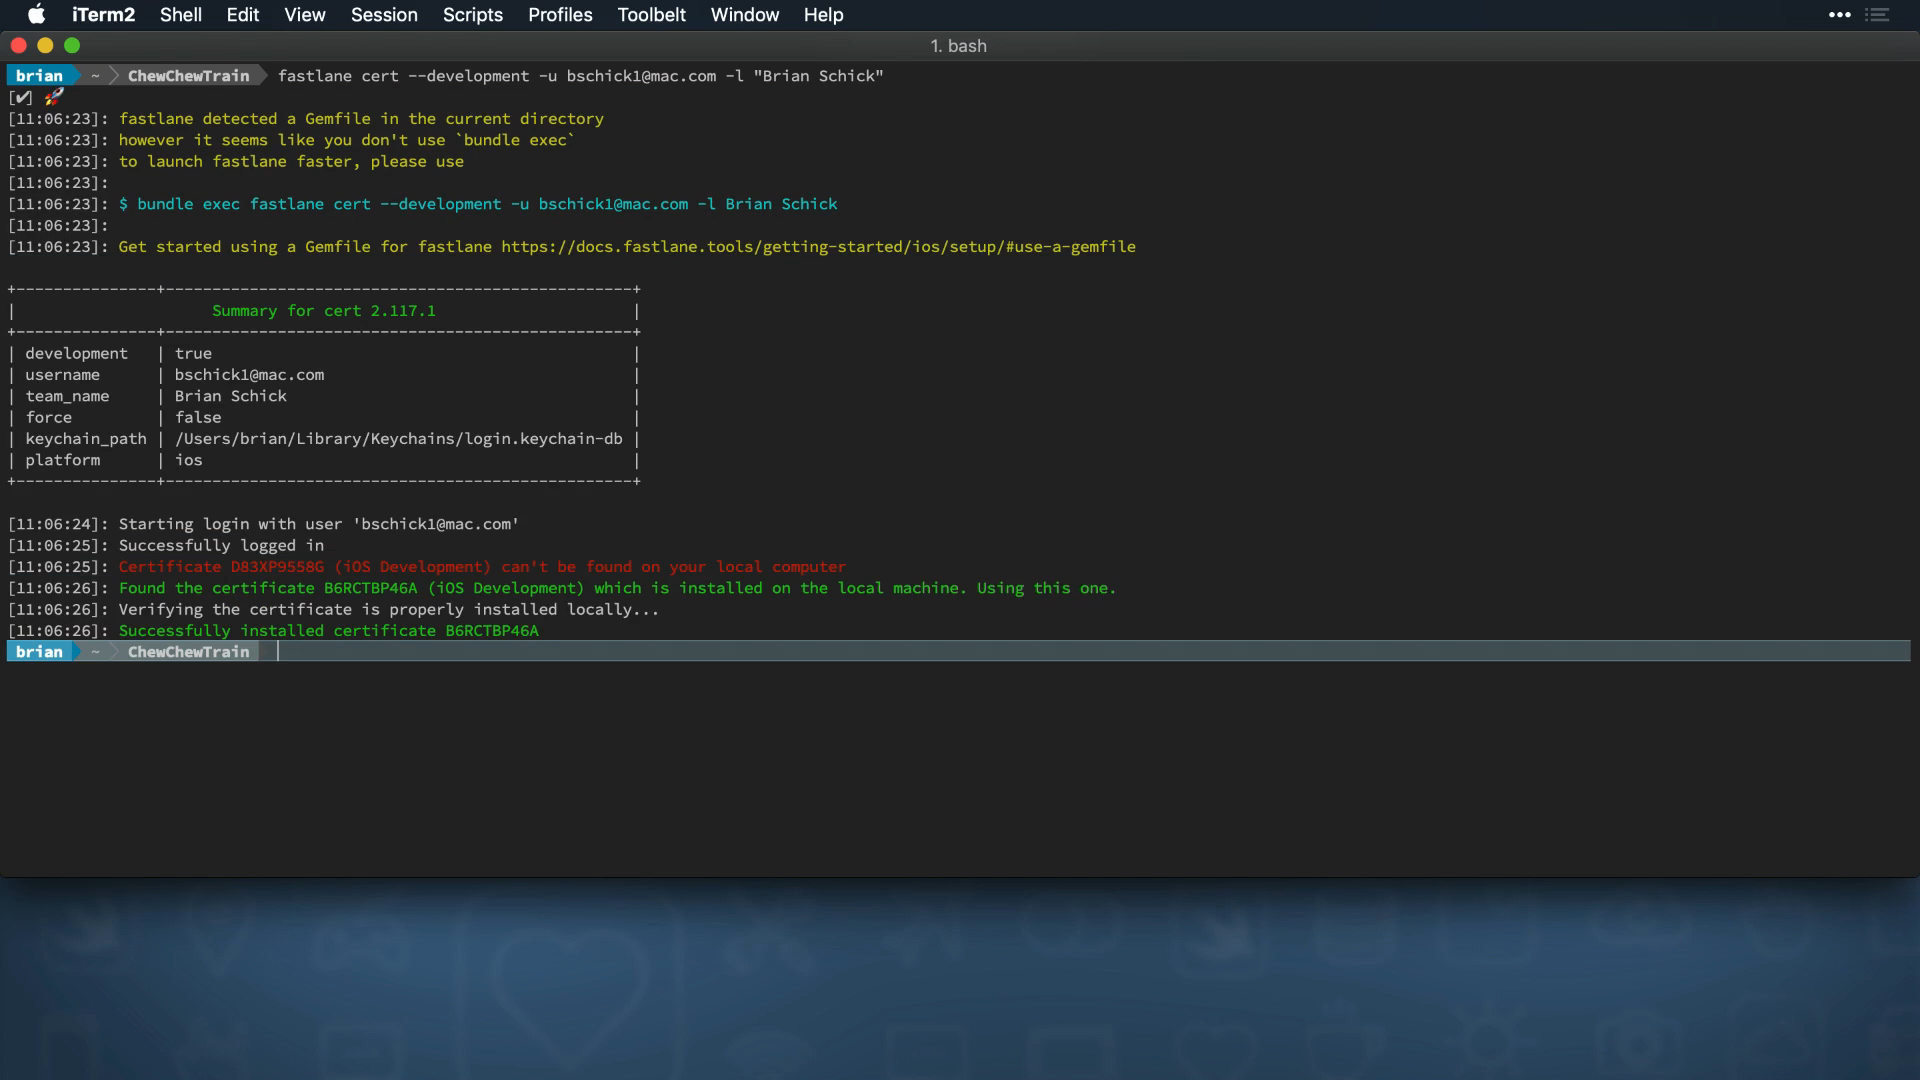 iTerm2 Shell Edit View Session Scripts Profiles Toolbelt Window Help
1. bash
brian ~ ChewChewTrain fastlane cert --development -u bschick1@mac.com -l "Brian Schick"
[✔] 🚀
[11:06:23]: fastlane detected a Gemfile in the current directory
[11:06:23]: however it seems like you don't use `bundle exec`
[11:06:23]: to launch fastlane faster, please use
[11:06:23]:
[11:06:23]: $ bundle exec fastlane cert --development -u bschick1@mac.com -l Brian Schick
[11:06:23]:
[11:06:23]: Get started using a Gemfile for fastlane https://docs.fastlane.tools/getting-started/ios/setup/#use-a-gemfile
+---------------+--------------------------------------------------+
| Summary for cert 2.117.1 |
+---------------+--------------------------------------------------+
| development | true |
| username | bschick1@mac.com |
| team_name | Brian Schick |
| force | false |
| keychain_path | /Users/brian/Library/Keychains/login.keychain-db |
| platform | ios |
+---------------+--------------------------------------------------+
[11:06:24]: Starting login with user 'bschick1@mac.com'
[11:06:25]: Successfully logged in
[11:06:25]: Certificate D83XP9558G (iOS Development) can't be found on your local computer
[11:06:26]: Found the certificate B6RCTBP46A (iOS Development) which is installed on the local machine. Using this one.
[11:06:26]: Verifying the certificate is properly installed locally...
[11:06:26]: Successfully installed certificate B6RCTBP46A
brian ~ ChewChewTrain